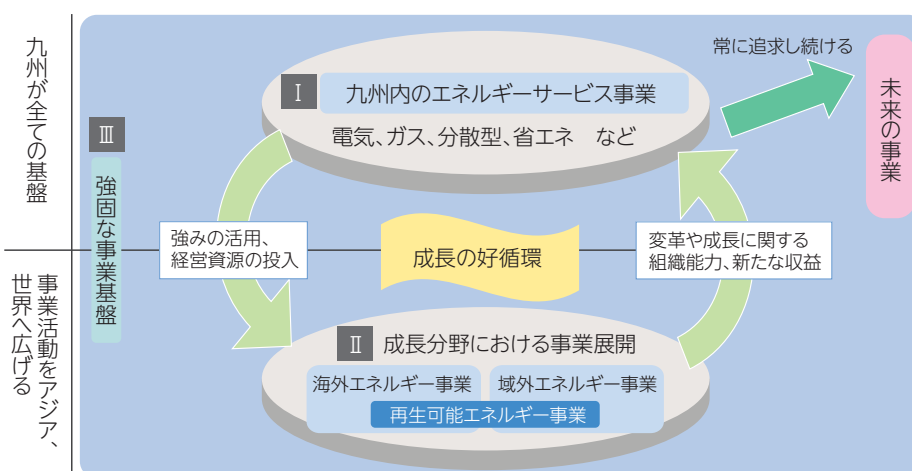 九州が全ての基盤
事業活動をアジア、
世界へ広げる
Ⅲ
強固な事業基盤
Ⅰ
九州内のエネルギーサービス事業
電気、ガス、分散型、省エネ　など
常に追求し続ける
未来の事業
強みの活用、
経営資源の投入
成長の好循環
変革や成長に関する
組織能力、新たな収益
Ⅱ
成長分野における事業展開
海外エネルギー事業
域外エネルギー事業
再生可能エネルギー事業